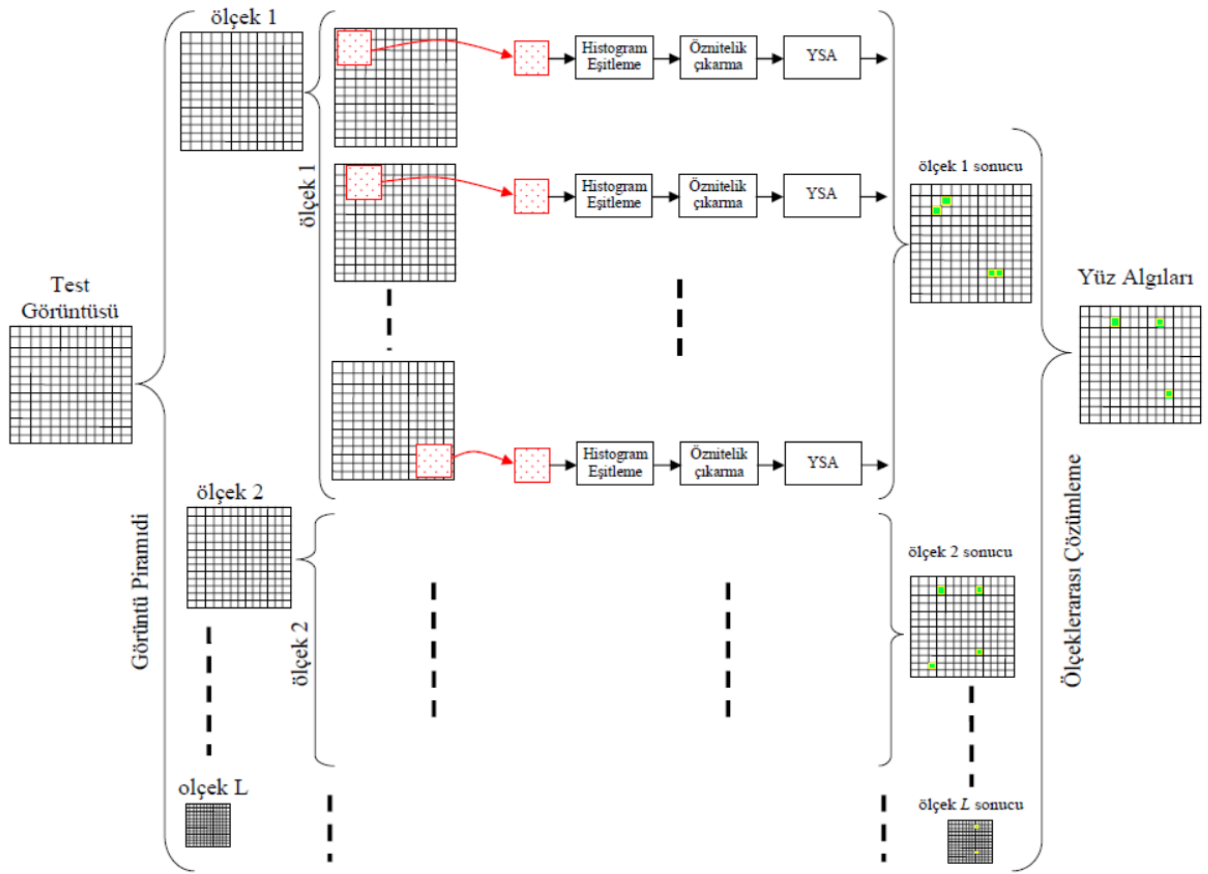 ölçek 1
Histogram
Eşitleme
Öznitelik
çıkarma
YSA
ölçek 1
Histogram
Eşitleme
Öznitelik
çıkarma
YSA
ölçek 1 sonucu
Test
Görüntüsü
Yüz Algıları
Histogram
Eşitleme
Öznitelik
çıkarma
YSA
ölçek 2
Görüntü Piramidi
ölçek 2
ölçek 2 sonucu
Ölçeklerarası Çözümleme
olçek L
ölçek L sonucu